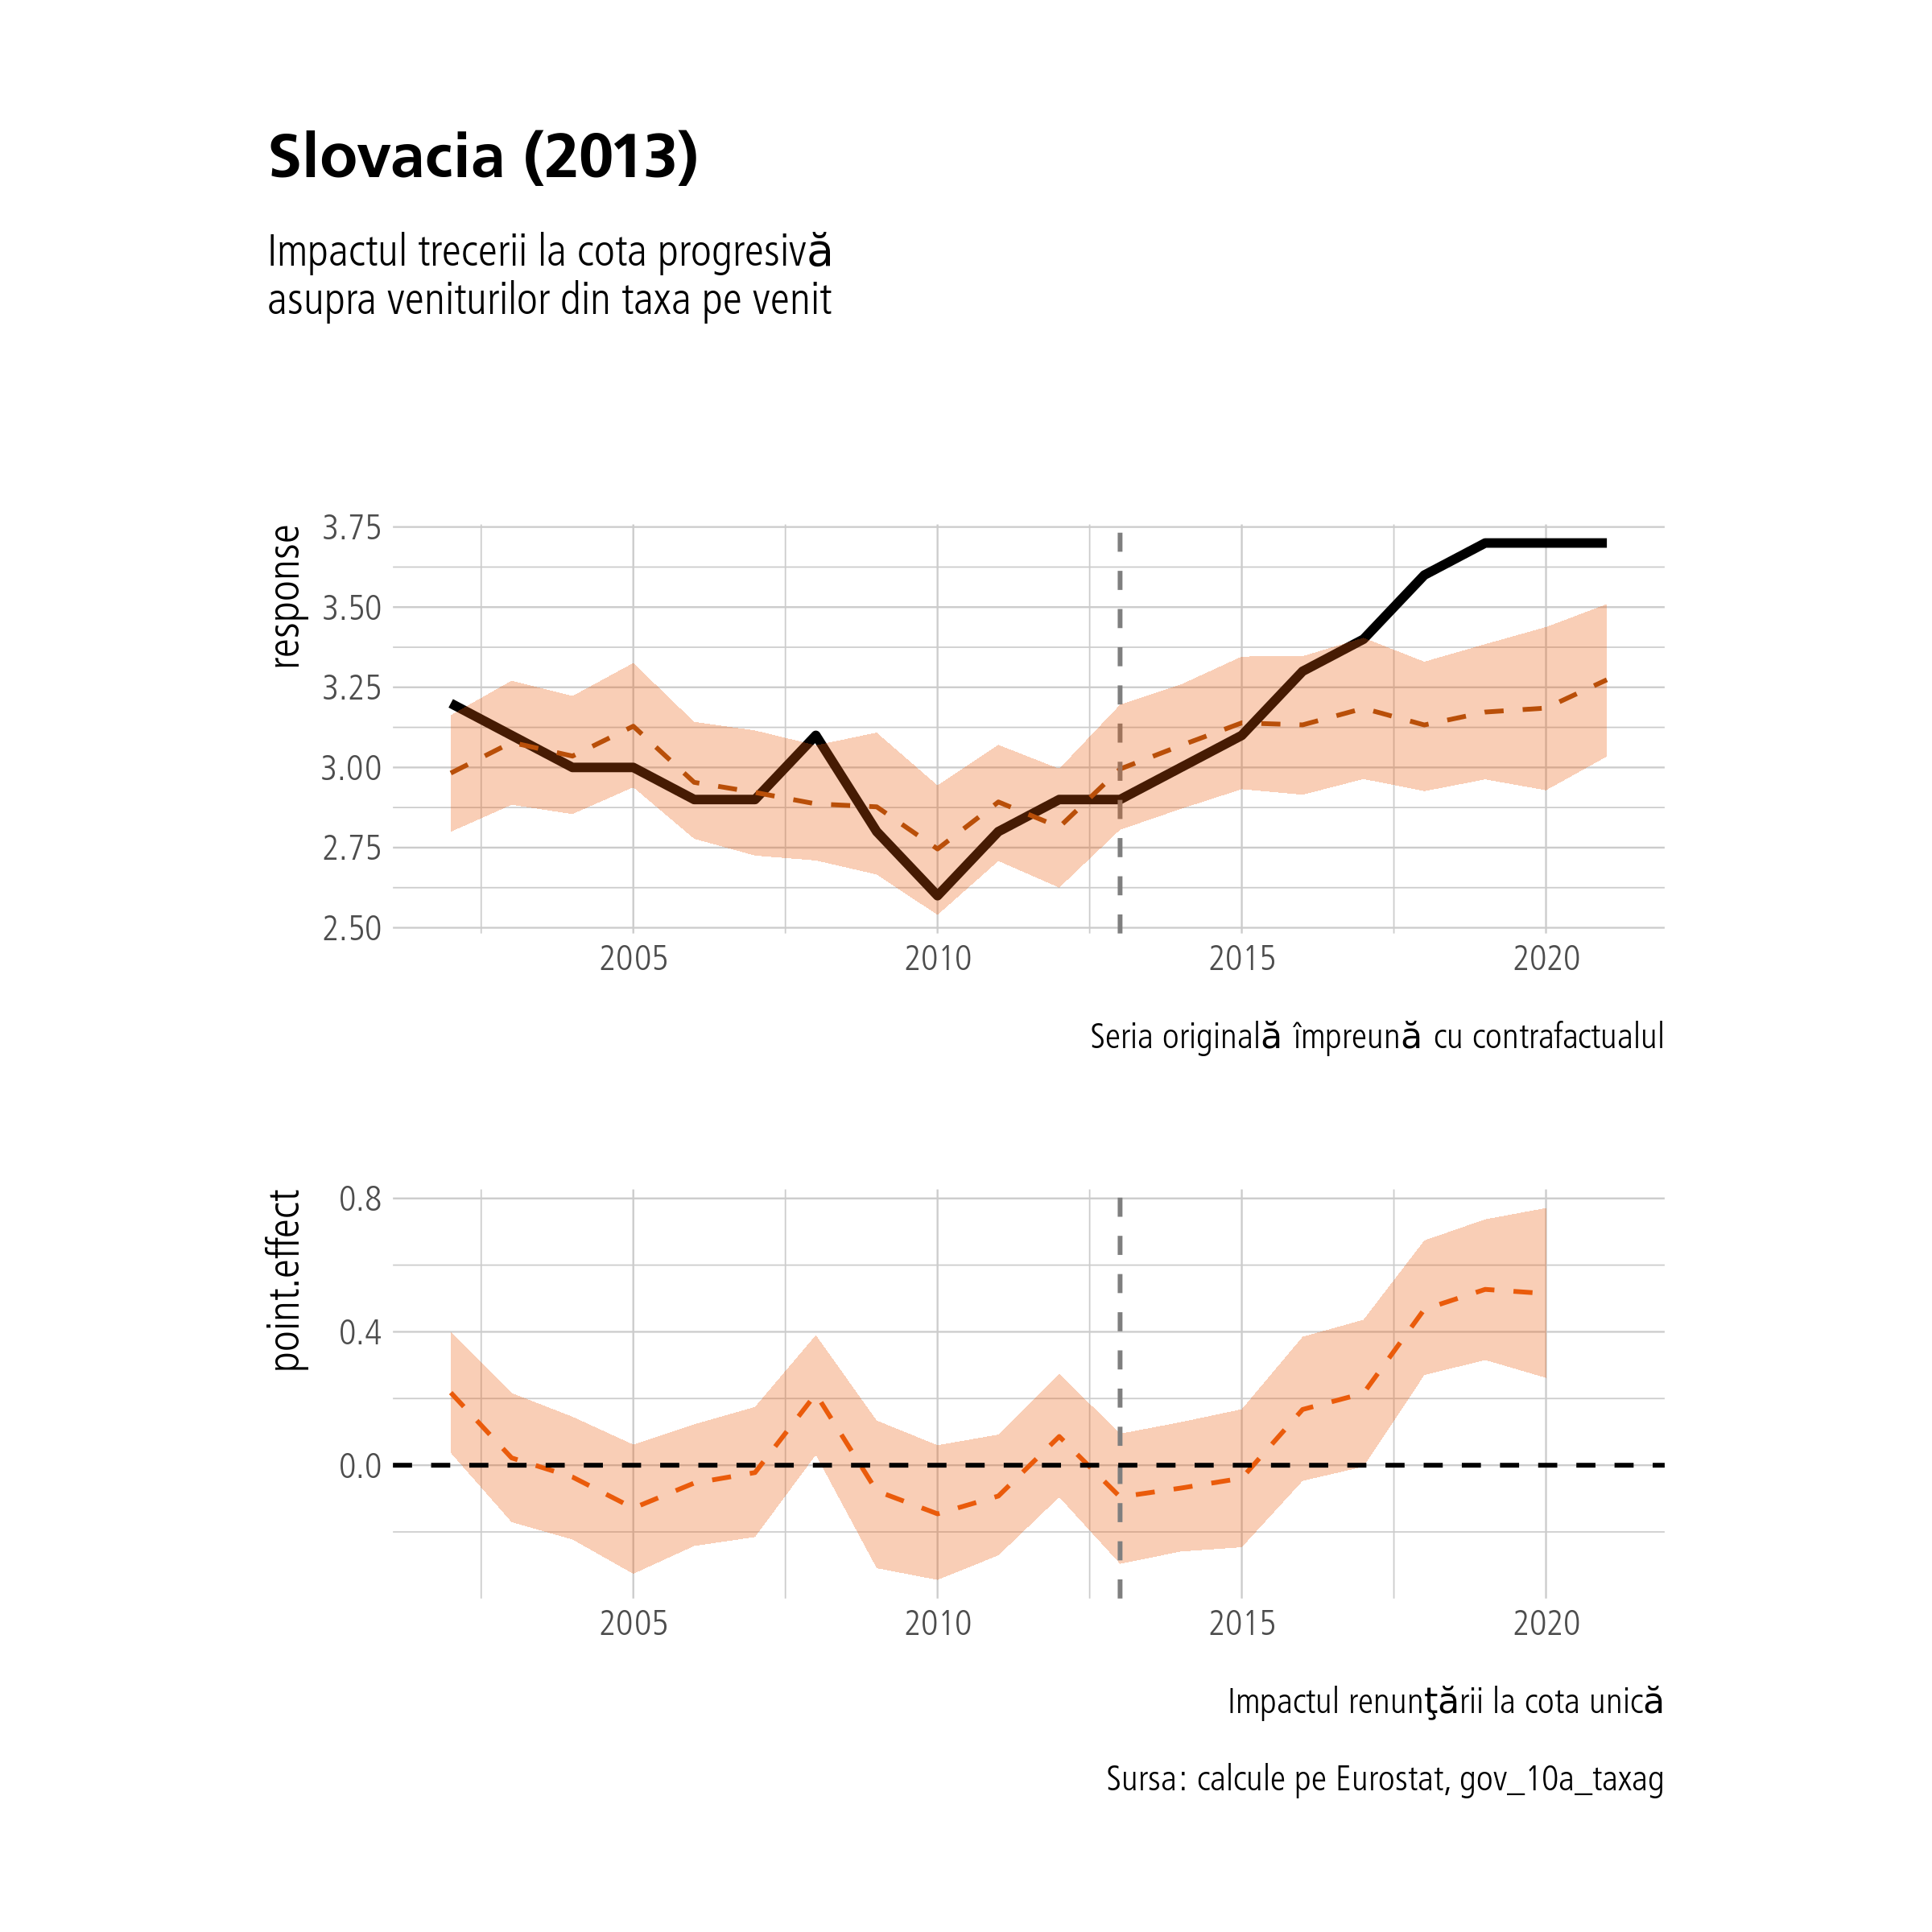 Slovacia (2013)
Impactul trecerii la cota progresivă
asupra veniturilor din taxa pe venit
response
3.75
3.50
3.25
3.00
2.75
2.50
2005 2010 2015 2020
Seria originală împreună cu contrafactualul
point.effect
0.8
0.4
0.0
2005 2010 2015 2020
Impactul renunţării la cota unică
Sursa: calcule pe Eurostat, gov_10a_taxag